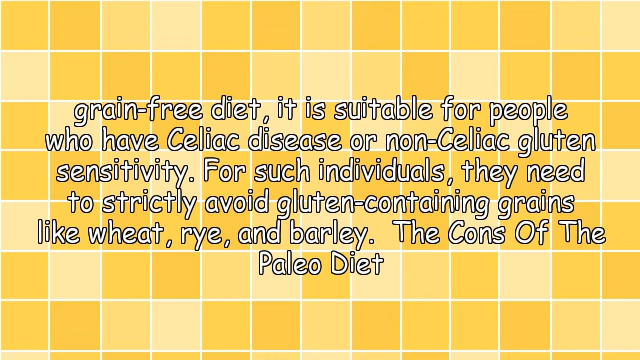 grain-free diet, it is suitable for people
who have Celiac disease or non-Celiac gluten
sensitivity. For such individuals, they need
to strictly avoid gluten-containing grains
like wheat, rye, and barley.  The Cons Of The
Paleo Diet